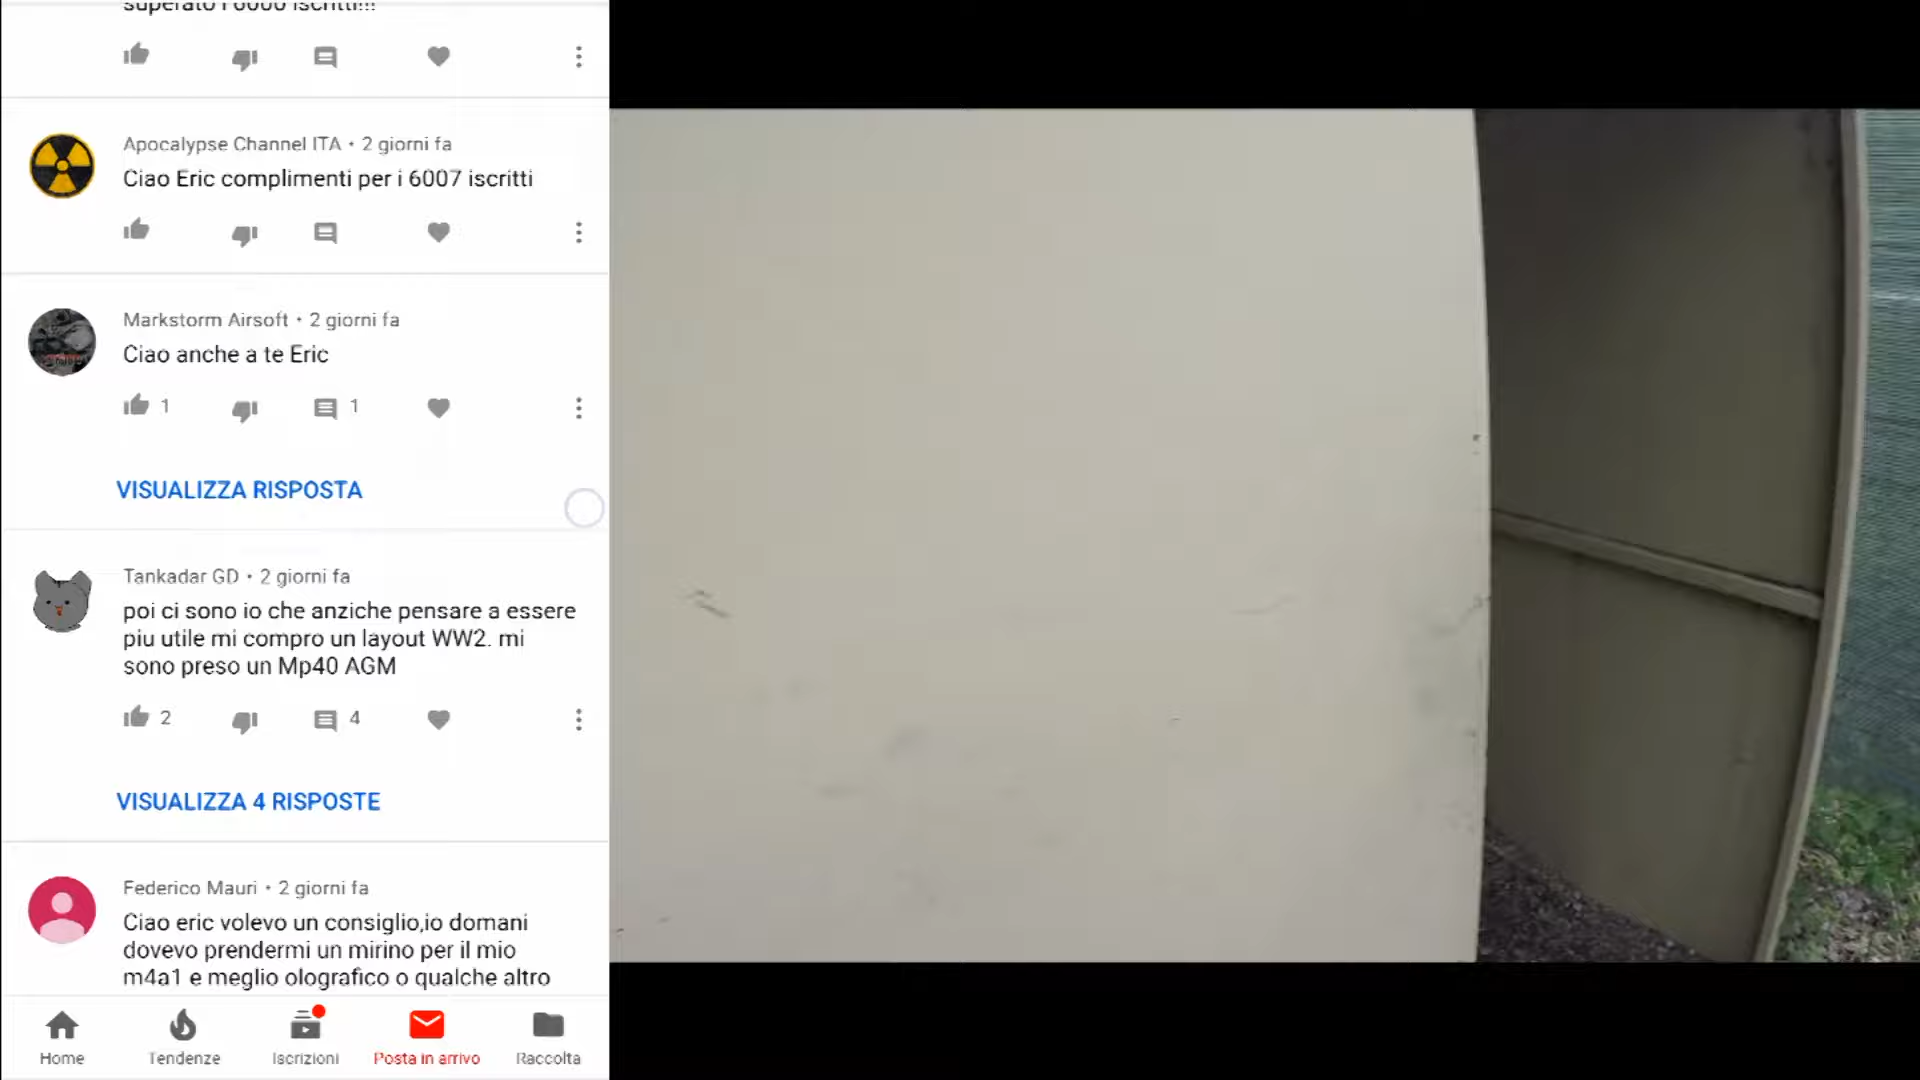 superato i 6000 iscritti!!!
Apocalypse Channel ITA • 2 giorni fa
Ciao Eric complimenti per i 6007 iscritti
Markstorm Airsoft • 2 giorni fa
Ciao anche a te Eric
1 1
VISUALIZZA RISPOSTA
Tankadar GD • 2 giorni fa
poi ci sono io che anziche pensare a essere
piu utile mi compro un layout WW2. mi
sono preso un Mp40 AGM
2 4
VISUALIZZA 4 RISPOSTE
Federico Mauri • 2 giorni fa
Ciao eric volevo un consiglio,io domani
dovevo prendermi un mirino per il mio
m4a1 e meglio olografico o qualche altro
Home Tendenze Iscrizioni Posta in arrivo Raccolta